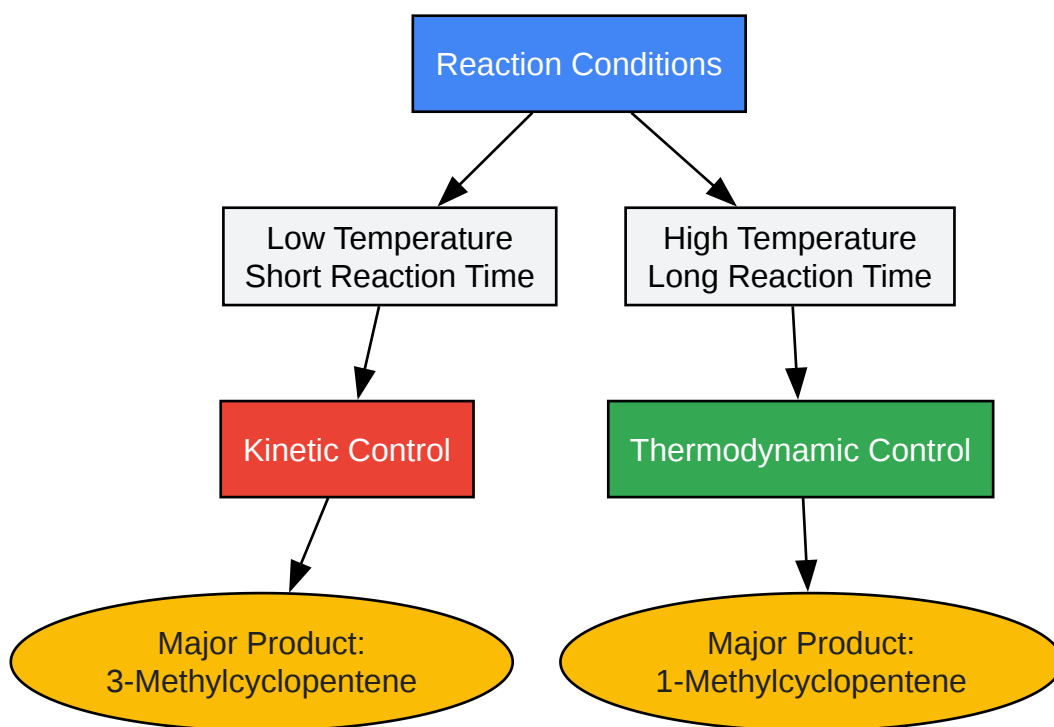 Reaction Conditions
Low Temperature
Short Reaction Time
High Temperature
Long Reaction Time
Kinetic Control
Thermodynamic Control
Major Product:
3-Methylcyclopentene
Major Product:
1-Methylcyclopentene